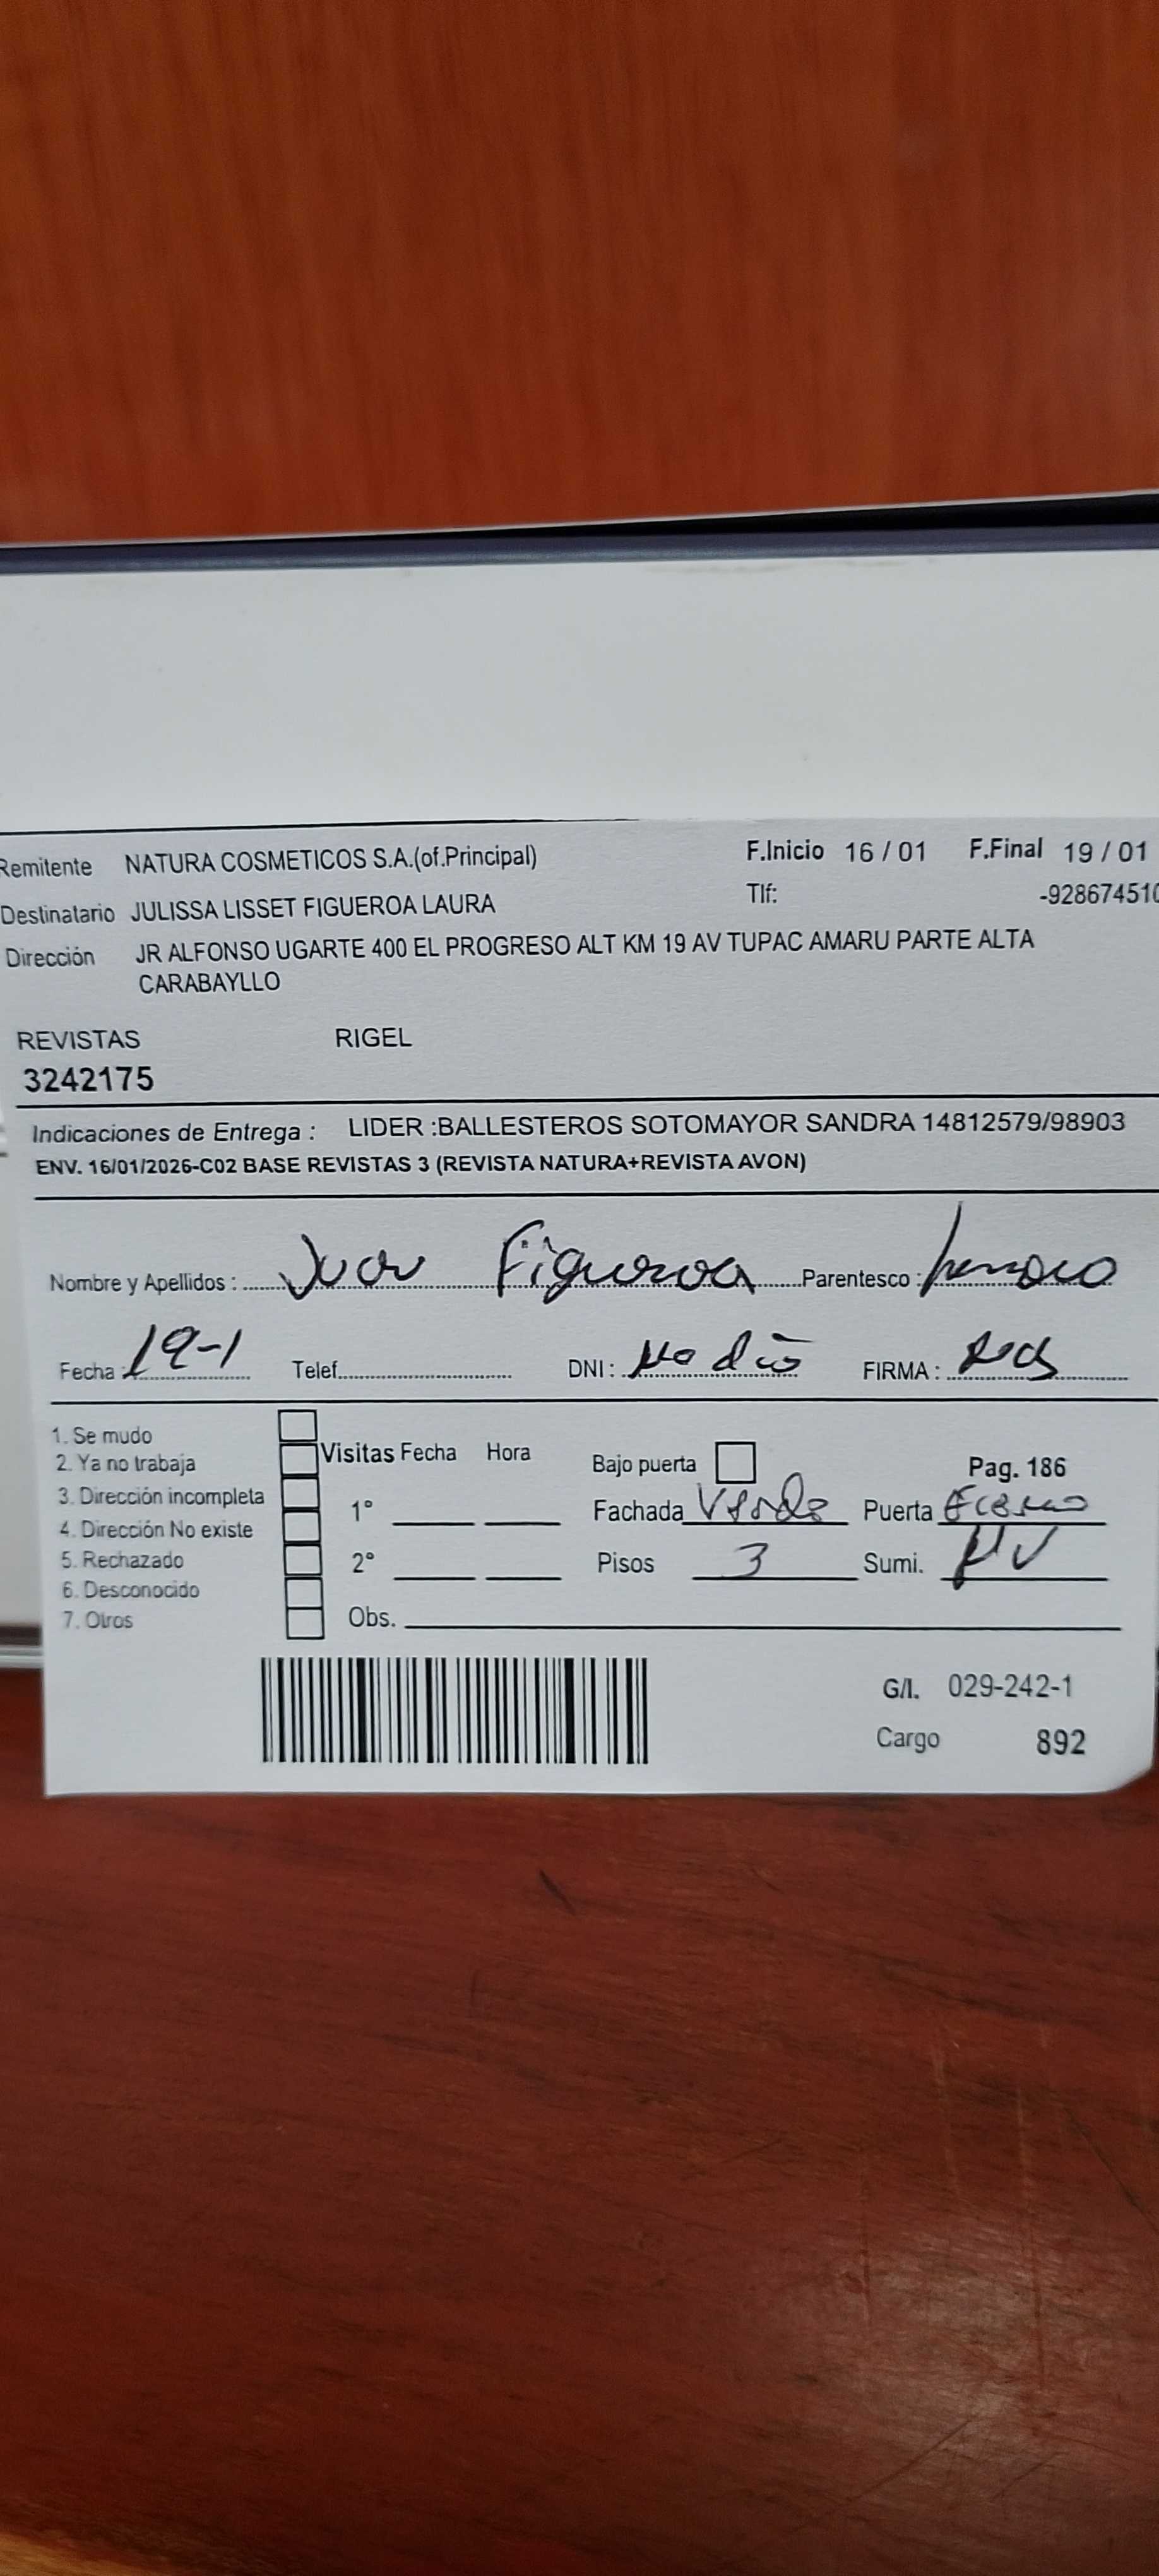 Remitente NATURA COSMETICOS S.A.(of.Principal) F.Inicio 16 / 01 F.Final 19 / 01
Destinatario JULISSA LISSET FIGUEROA LAURA Tlf: -928674510
Dirección JR ALFONSO UGARTE 400 EL PROGRESO ALT KM 19 AV TUPAC AMARU PARTE ALTA
CARABAYLLO
REVISTAS RIGEL
3242175
Indicaciones de Entrega : LIDER :BALLESTEROS SOTOMAYOR SANDRA 14812579/98903
ENV. 16/01/2026-C02 BASE REVISTAS 3 (REVISTA NATURA+REVISTA AVON)
Nombre y Apellidos : Juan Figueroa Parentesco :
Fecha : 19-1 Telef. DNI : No dio FIRMA :
1. Se mudo
2. Ya no trabaja
3. Dirección incompleta
4. Dirección No existe
5. Rechazado
6. Desconocido
7. Otros
Visitas Fecha Hora
1°
2°
Obs.
Bajo puerta Pag. 186
Fachada Verde Puerta
Pisos 3 Sumi. NV
G/I. 029-242-1
Cargo 892